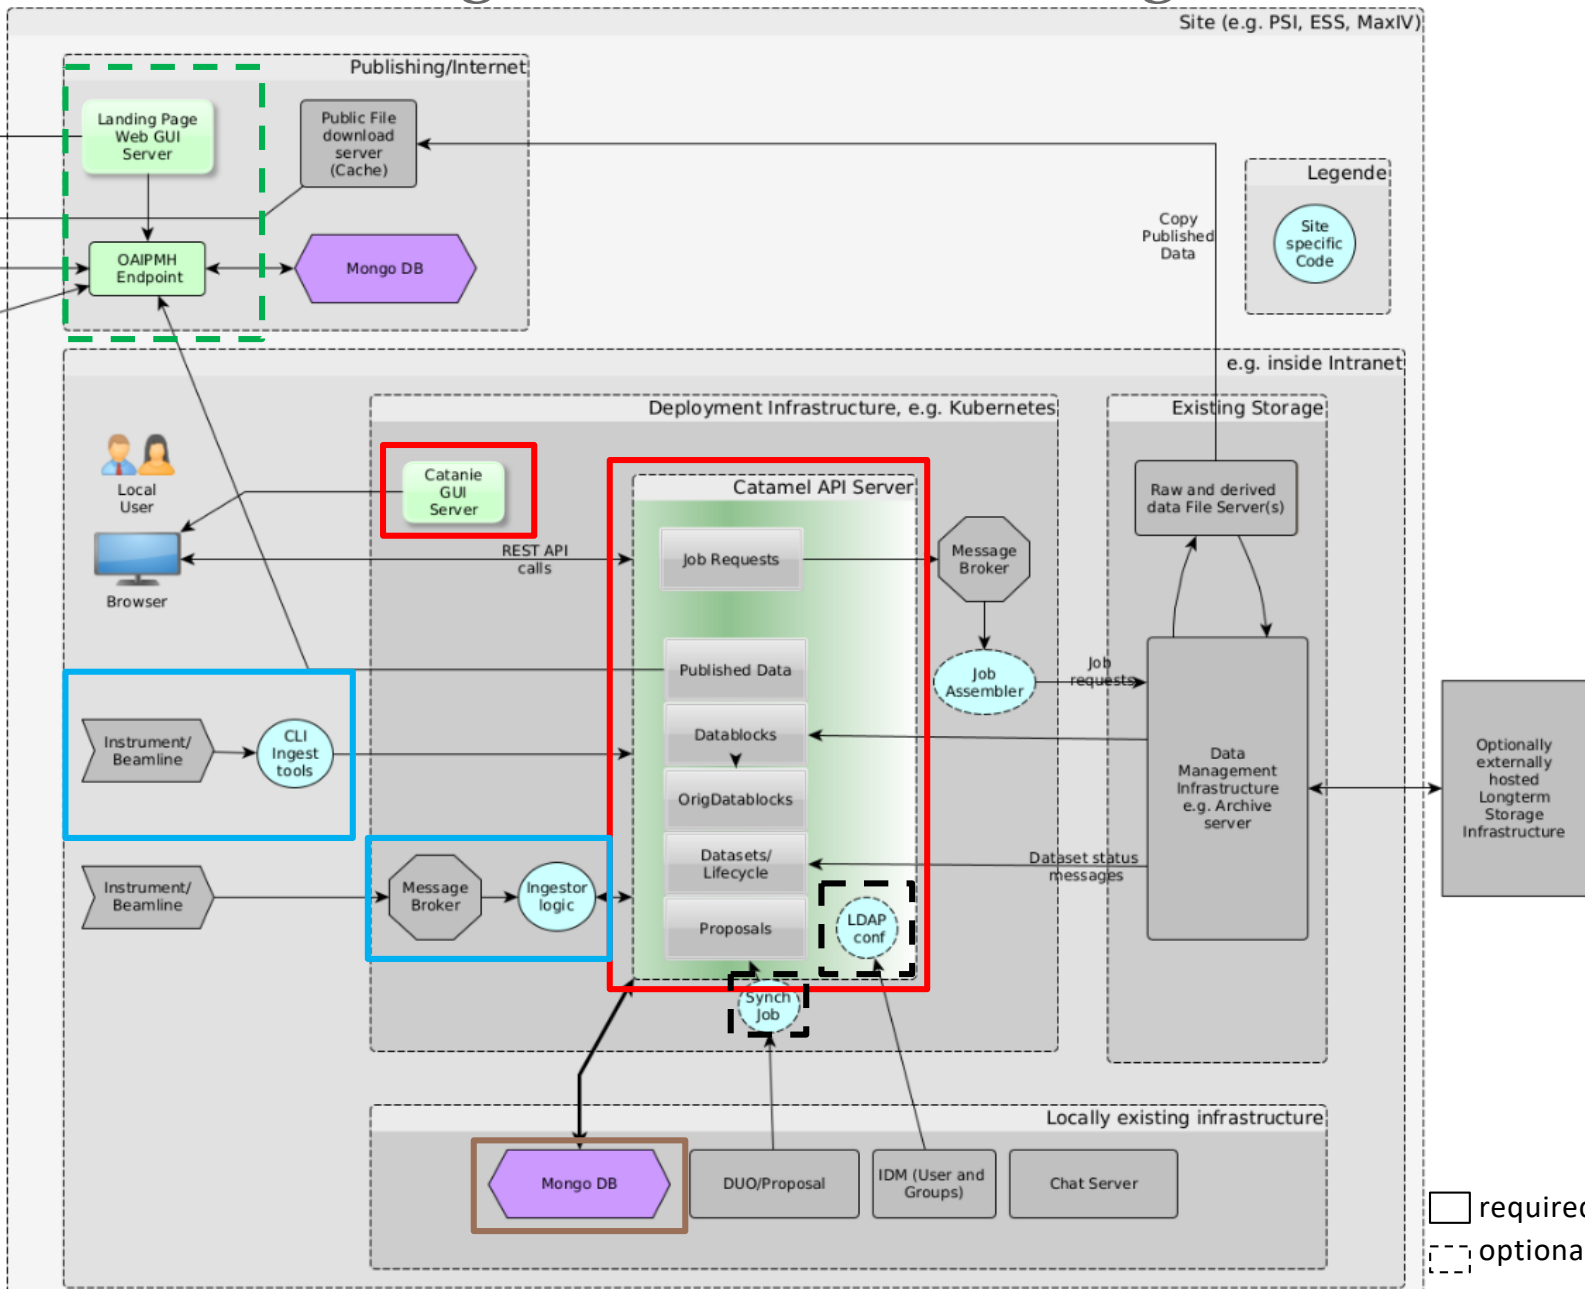 Site (e.g. PSI, ESS, MaxIV)
Publishing/Internet
Landing Page
Web GUI
Server
Public File
download
server
(Cache)
Legende
Site
specific
Code
Copy
Published
Data
OAIPMH
Endpoint
Mongo DB
e.g. inside Intranet
Deployment Infrastructure, e.g. Kubernetes
Existing Storage
Local
User
Browser
Catanie
GUI
Server
Catamel API Server
REST API
calls
Job Requests
Message
Broker
Raw and derived
data File Server(s)
Published Data
Job
Assembler
Job
requests
Instrument/
Beamline
CLI
Ingest
tools
Datablocks
OrigDatablocks
Data
Management
Infrastructure
e.g. Archive
server
Optionally
externally
hosted
Longterm
Storage
Infrastructure
Datasets/
Lifecycle
Dataset status
messages
Instrument/
Beamline
Message
Broker
Ingestor
logic
Proposals
LDAP
conf
Synch
Job
Locally existing infrastructure
Mongo DB
DUO/Proposal
IDM (User and
Groups)
Chat Server
required
optiona